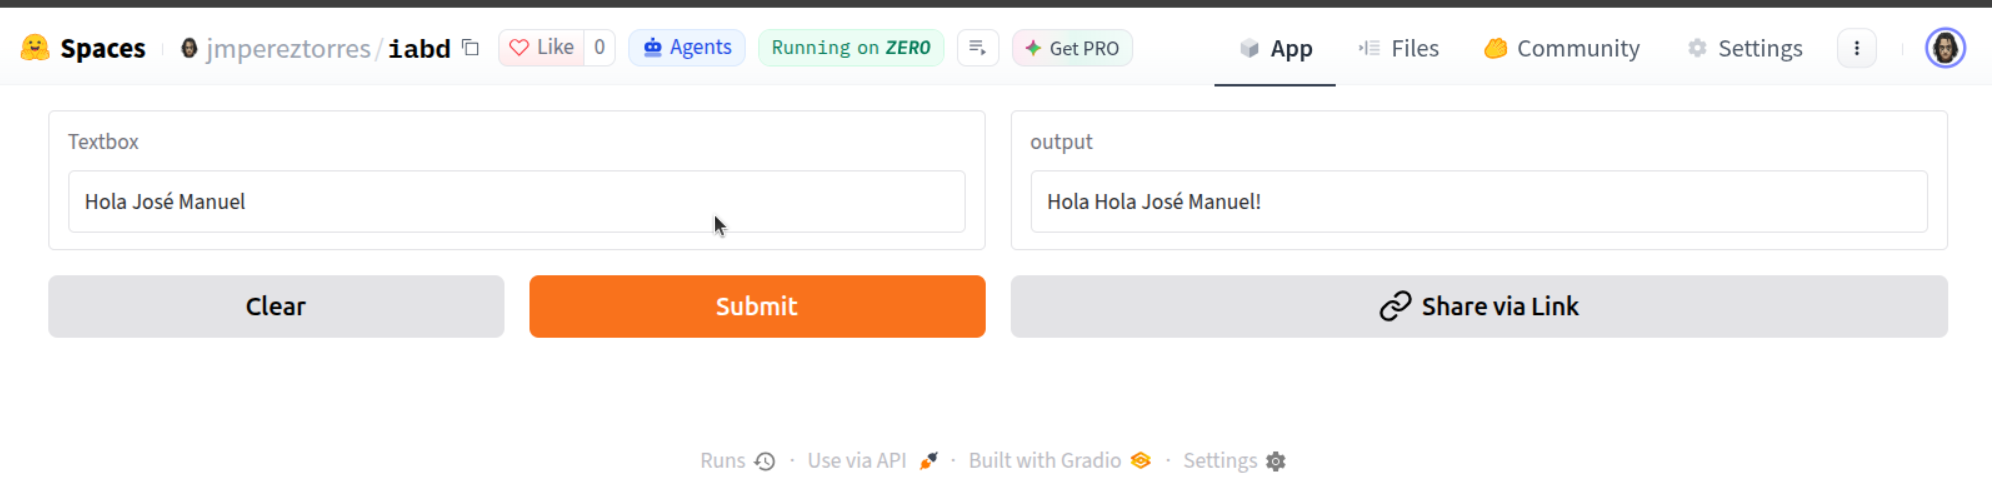 Spaces jmpereztorres/iabd Like 0 Agents Running on ZERO Get PRO App Files Community Settings
Textbox
Hola José Manuel
output
Hola Hola José Manuel!
Clear Submit Share via Link
Runs · Use via API · Built with Gradio · Settings